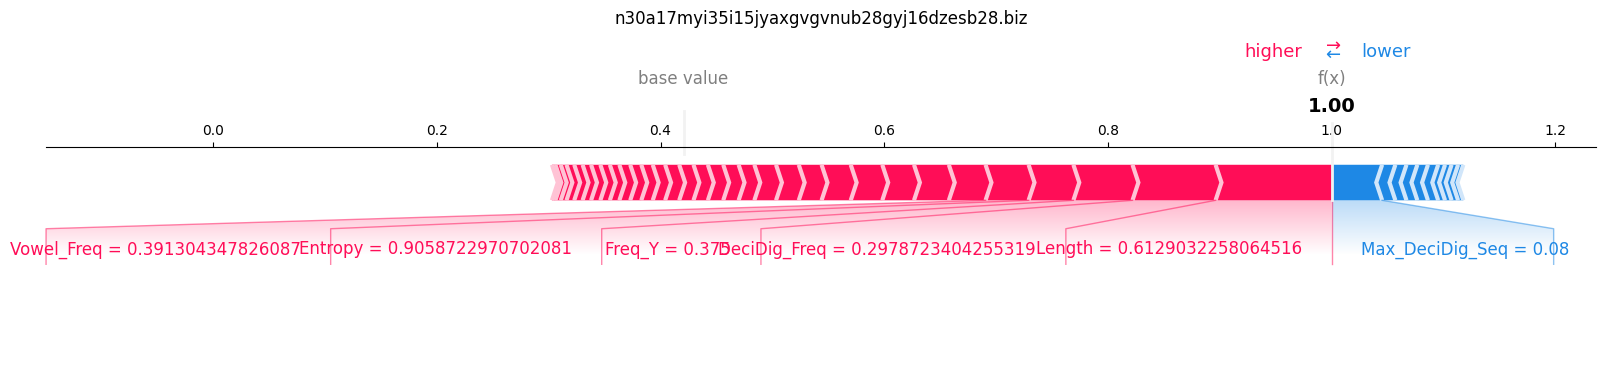 n30a17myi35i15jyaxgvgvnub28gyj16dzesb28.biz
higher → ← lower
base value f(x)
1.00
0.0 0.2 0.4 0.6 0.8 1.0 1.2
Vowel_Freq = 0.391304347826087 Entropy = 0.9058722970702081 Freq_Y = 0.375 DeciDig_Freq = 0.2978723404255319 Length = 0.6129032258064516 Max_DeciDig_Seq = 0.08